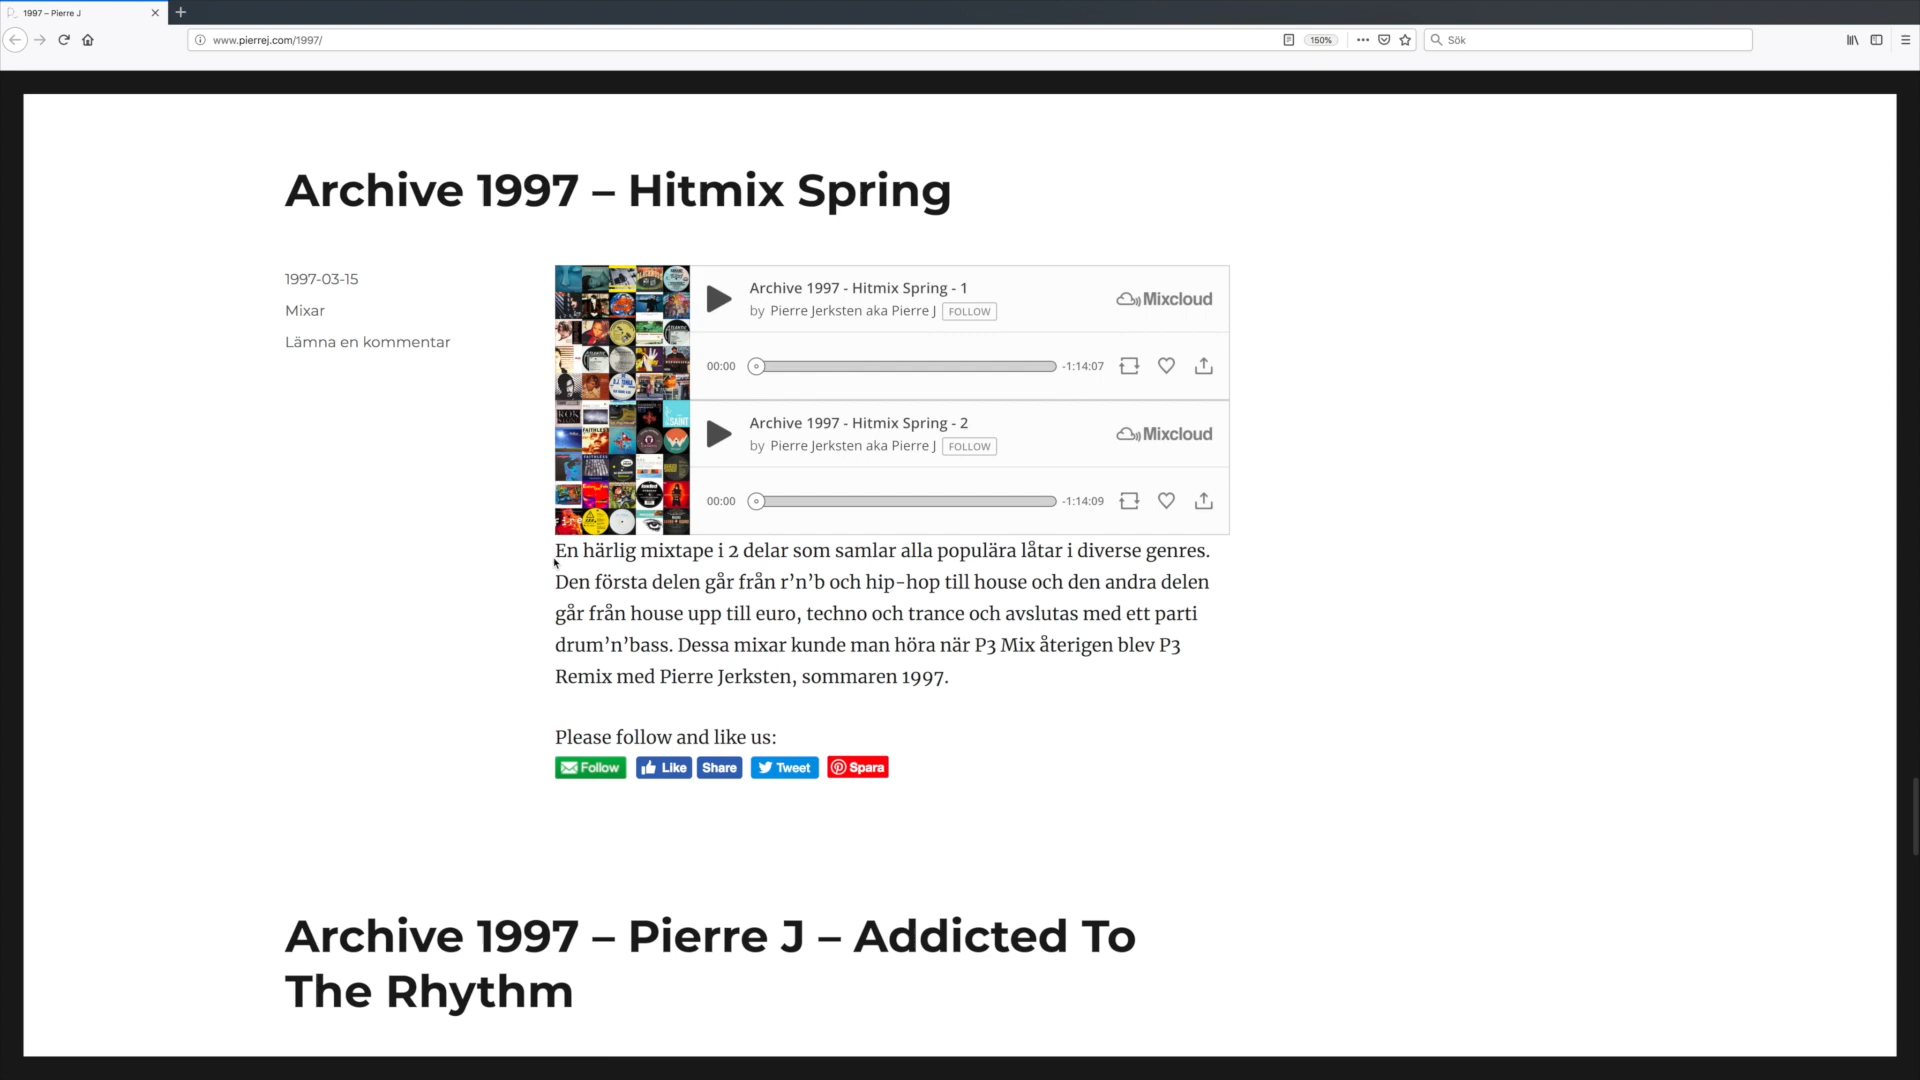 1997 – Pierre J
www.pierrej.com/1997/
150%
Sök
Archive 1997 – Hitmix Spring
1997-03-15
Mixar
Lämna en kommentar
Archive 1997 - Hitmix Spring - 1
by Pierre Jerksten aka Pierre J FOLLOW
Mixcloud
00:00
-1:14:07
Archive 1997 - Hitmix Spring - 2
by Pierre Jerksten aka Pierre J FOLLOW
Mixcloud
00:00
-1:14:09
En härlig mixtape i 2 delar som samlar alla populära låtar i diverse genres.
Den första delen går från r’n’b och hip-hop till house och den andra delen
går från house upp till euro, techno och trance och avslutas med ett parti
drum’n’bass. Dessa mixar kunde man höra när P3 Mix återigen blev P3
Remix med Pierre Jerksten, sommaren 1997.
Please follow and like us:
Follow Like Share Tweet Spara
Archive 1997 – Pierre J – Addicted To
The Rhythm